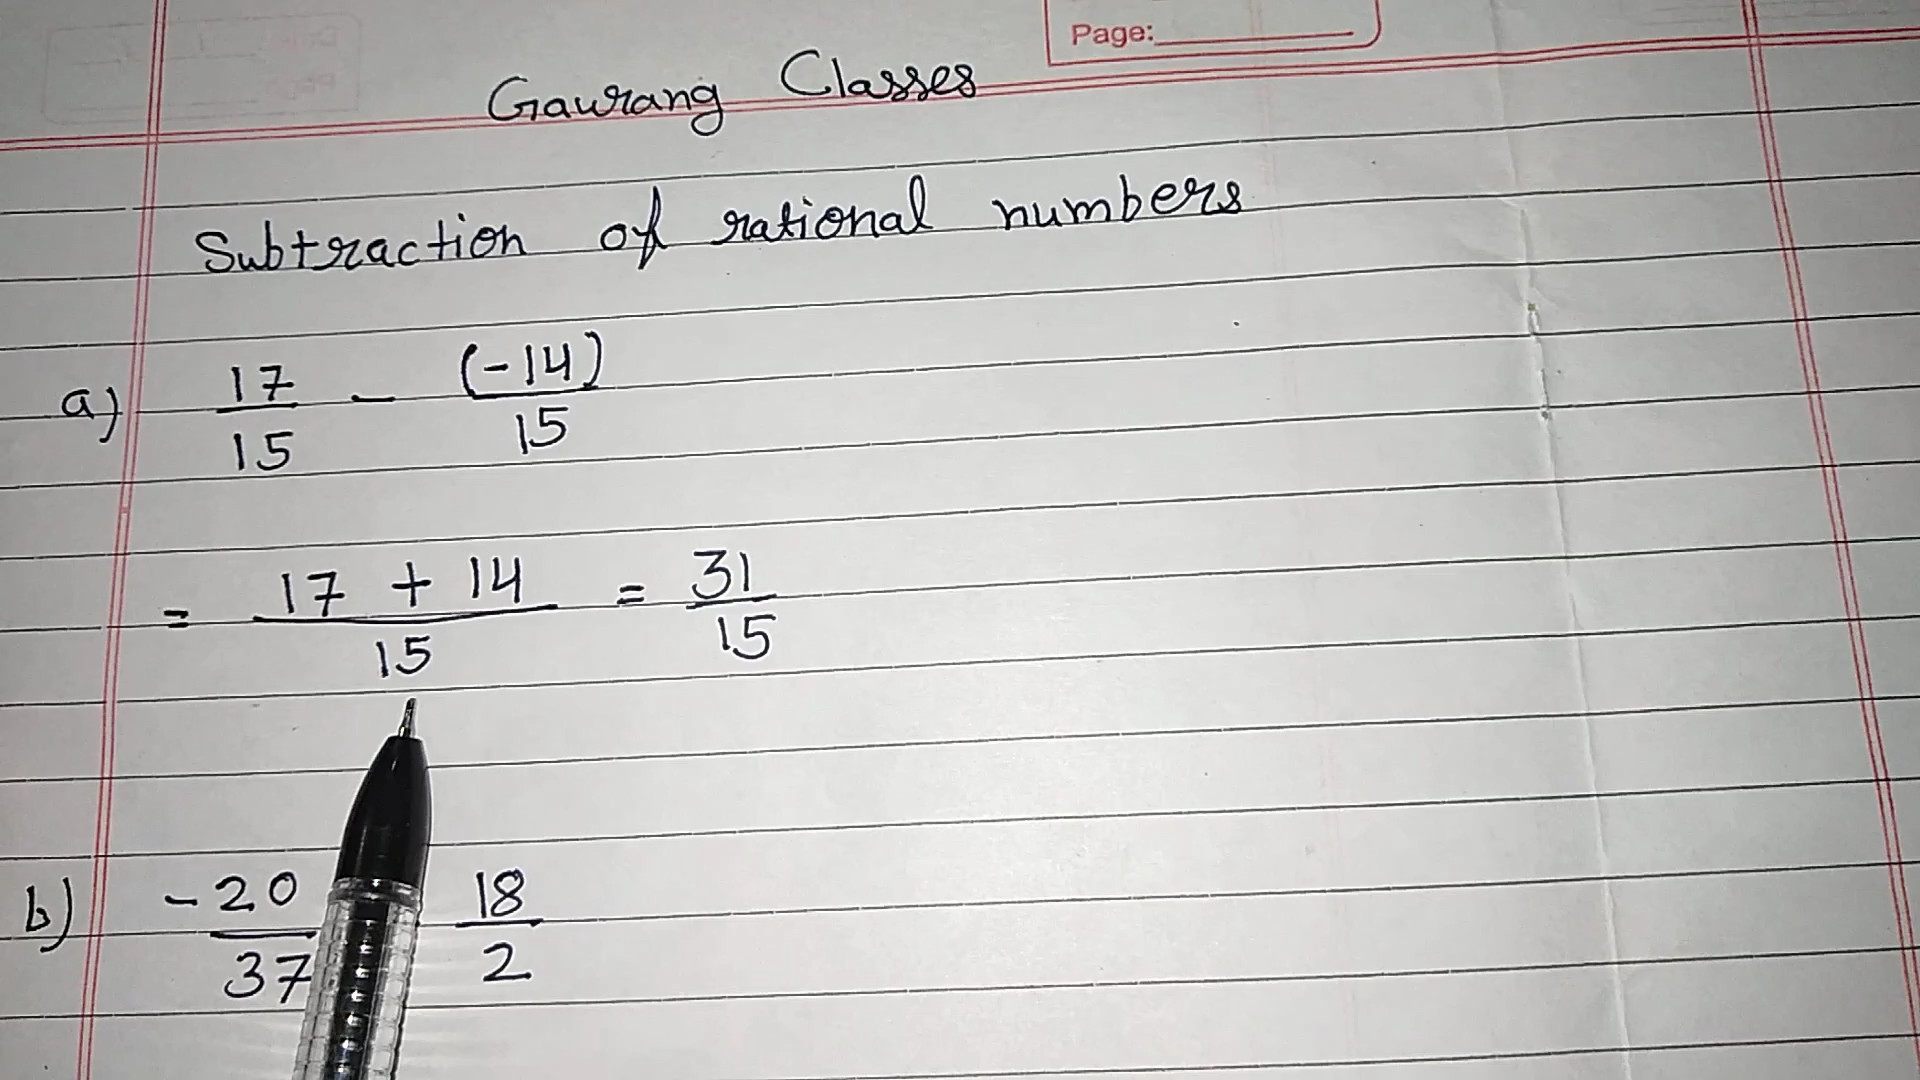 Page:
Gaurang Classes
Subtraction of rational numbers
a) 17/15 - (-14)/15
= 17 + 14/15 = 31/15
b) -20/37 18/2